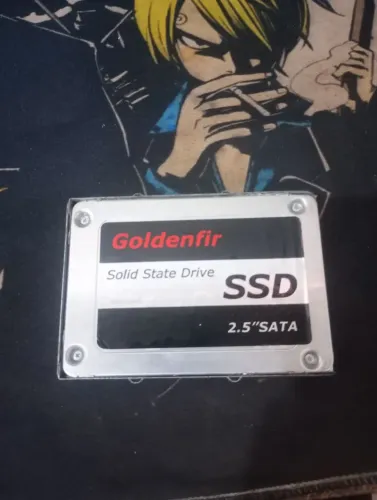 Goldenfir
Solid State Drive
SSD
2.5"SATA